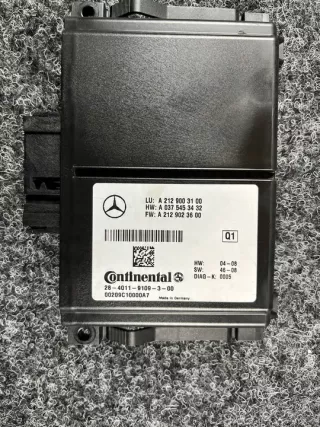 LU: A 212 900 31 00
HW: A 037 545 34 32
FW: A 212 902 36 00
Q1
HW: 04-08
SW: 46-08
DIAG-K: 0005
Continental
28-4011-9109-3-00
00209C10000A7
Made in Germany